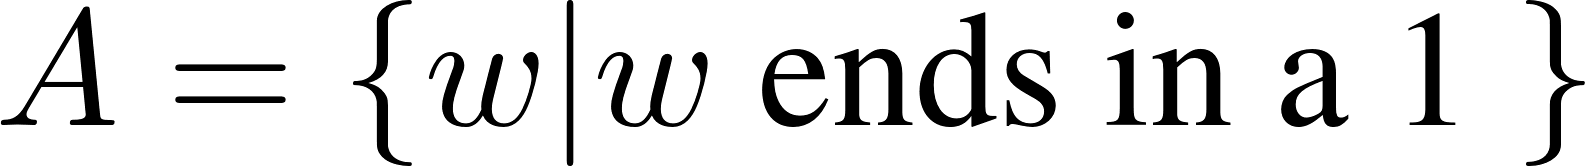 A = {w|w ends in a 1 }